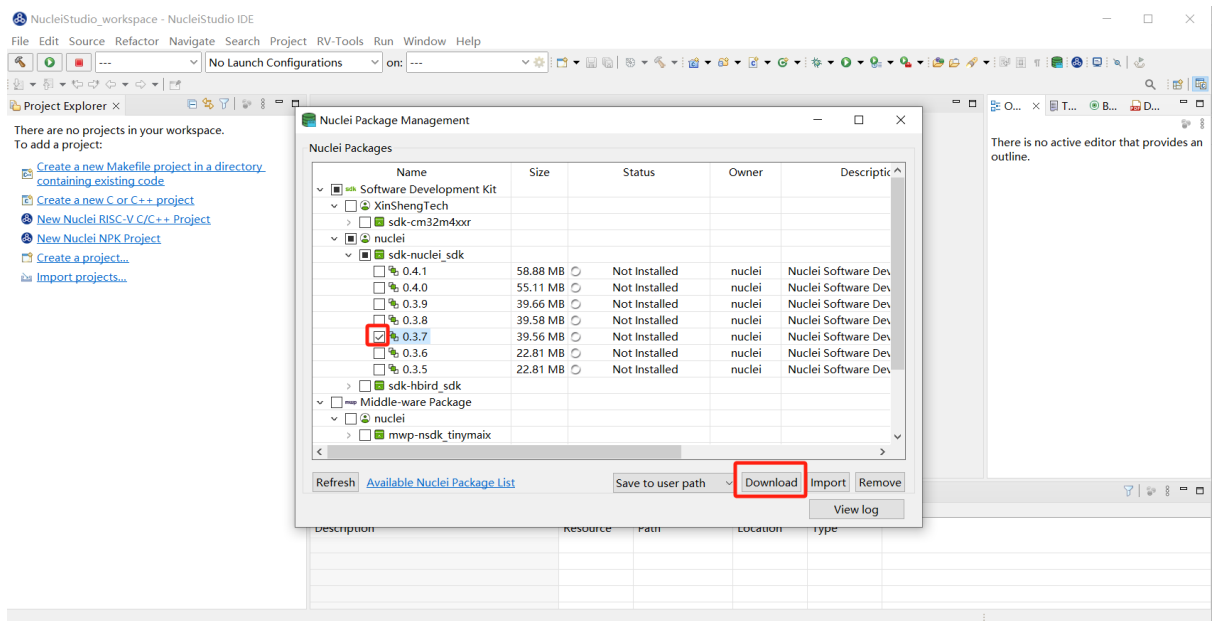 NucleiStudio_workspace - NucleiStudio IDE
File Edit Source Refactor Navigate Search Project RV-Tools Run Window Help
--- No Launch Configurations on: ---
Project Explorer
There are no projects in your workspace.
To add a project:
Create a new Makefile project in a directory
containing existing code
Create a new C or C++ project
New Nuclei RISC-V C/C++ Project
New Nuclei NPK Project
Create a project...
Import projects...
Nuclei Package Management
Nuclei Packages
Name Size Status Owner Descriptic
Software Development Kit
XinShengTech
sdk-cm32m4xxr
nuclei
sdk-nuclei_sdk
0.4.1 58.88 MB Not Installed nuclei Nuclei Software Dev
0.4.0 55.11 MB Not Installed nuclei Nuclei Software Dev
0.3.9 39.66 MB Not Installed nuclei Nuclei Software Dev
0.3.8 39.58 MB Not Installed nuclei Nuclei Software Dev
0.3.7 39.56 MB Not Installed nuclei Nuclei Software Dev
0.3.6 22.81 MB Not Installed nuclei Nuclei Software Dev
0.3.5 22.81 MB Not Installed nuclei Nuclei Software Dev
sdk-hbird_sdk
Middle-ware Package
nuclei
mwp-nsdk_tinymaix
Refresh Available Nuclei Package List Save to user path Download Import Remove
View log
O... T... B... D...
There is no active editor that provides an
outline.
Description Resource Path Location Type